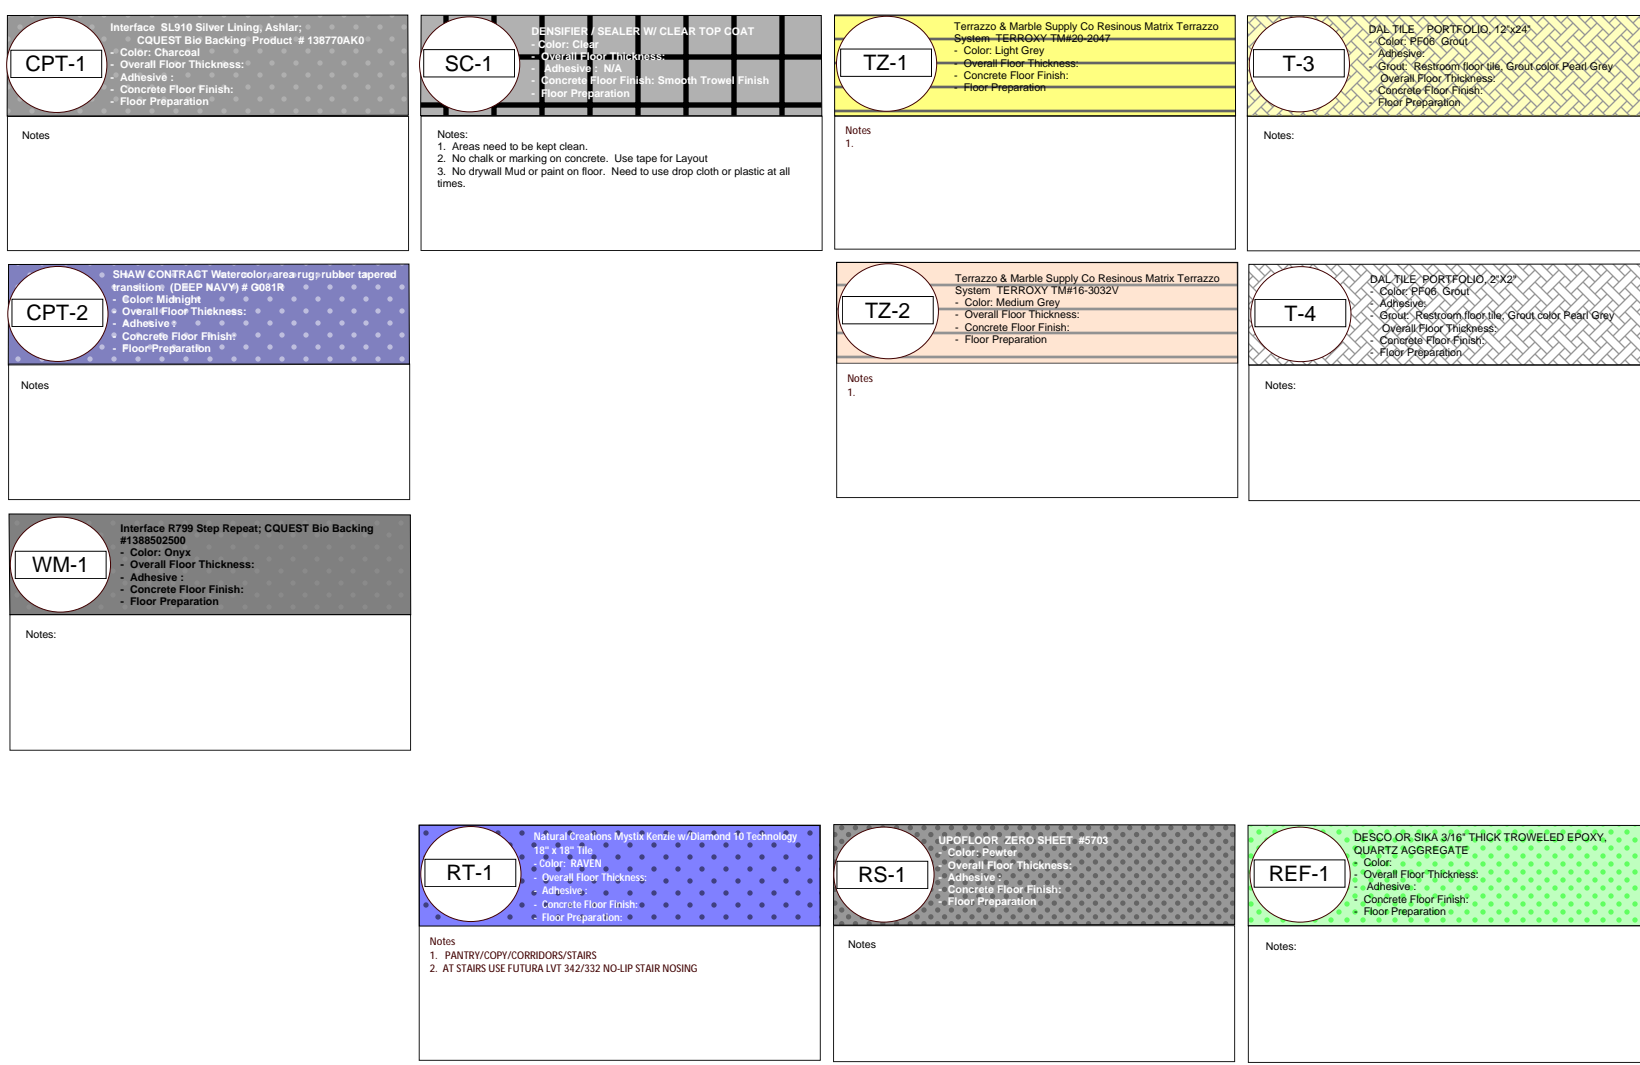 CPT-1
Interface SL910 Silver Lining, Ashlar;
CQUEST Bio Backing Product # 138770AK0
- Color: Charcoal
- Overall Floor Thickness:
- Adhesive :
- Concrete Floor Finish:
- Floor Preparation
Notes
SC-1
DENSIFIER / SEALER W/ CLEAR TOP COAT
- Color: Clear
- Overall Floor Thickness:
- Adhesive : N/A
- Concrete Floor Finish: Smooth Trowel Finish
- Floor Preparation
Notes:
1. Areas need to be kept clean.
2. No chalk or marking on concrete. Use tape for Layout
3. No drywall Mud or paint on floor. Need to use drop cloth or plastic at all
times.
TZ-1
Terrazzo & Marble Supply Co Resinous Matrix Terrazzo
System TERROXY TM#20-2047
- Color: Light Grey
- Overall Floor Thickness:
- Concrete Floor Finish:
- Floor Preparation
Notes
1.
T-3
DAL TILE PORTFOLIO, 12"x24"
- Color: PF06 Grout
- Adhesive:
- Grout: Restroom floor tile, Grout color Pearl Grey
Overall Floor Thickness:
- Concrete Floor Finish:
- Floor Preparation
Notes:
CPT-2
SHAW CONTRACT Watercolor area rug; rubber tapered
transition (DEEP NAVY) # G081R
- Color: Midnight
- Overall Floor Thickness:
- Adhesive :
- Concrete Floor Finish:
- Floor Preparation
Notes
TZ-2
Terrazzo & Marble Supply Co Resinous Matrix Terrazzo
System TERROXY TM#16-3032V
- Color: Medium Grey
- Overall Floor Thickness:
- Concrete Floor Finish:
- Floor Preparation
Notes
1.
T-4
DAL TILE PORTFOLIO, 2"X2"
- Color: PF06 Grout
- Adhesive:
- Grout: Restroom floor tile, Grout color Pearl Grey
Overall Floor Thickness:
- Concrete Floor Finish:
- Floor Preparation
Notes:
WM-1
Interface R799 Step Repeat; CQUEST Bio Backing
#1388502500
- Color: Onyx
- Overall Floor Thickness:
- Adhesive :
- Concrete Floor Finish:
- Floor Preparation
Notes:
RT-1
Natural Creations Mystix Kenzie w/Diamond 10 Technology
18" x 18" Tile
- Color: RAVEN
- Overall Floor Thickness:
- Adhesive:
- Concrete Floor Finish:
- Floor Preparation:
Notes
1. PANTRY/COPY/CORRIDORS/STAIRS
2. AT STAIRS USE FUTURA LVT 342/332 NO-LIP STAIR NOSING
RS-1
UPOFLOOR ZERO SHEET #5703
- Color: Pewter
- Overall Floor Thickness:
- Adhesive :
- Concrete Floor Finish:
- Floor Preparation
Notes
REF-1
DESCO OR SIKA 3/16" THICK TROWELED EPOXY,
QUARTZ AGGREGATE
- Color:
- Overall Floor Thickness:
- Adhesive :
- Concrete Floor Finish:
- Floor Preparation
Notes: